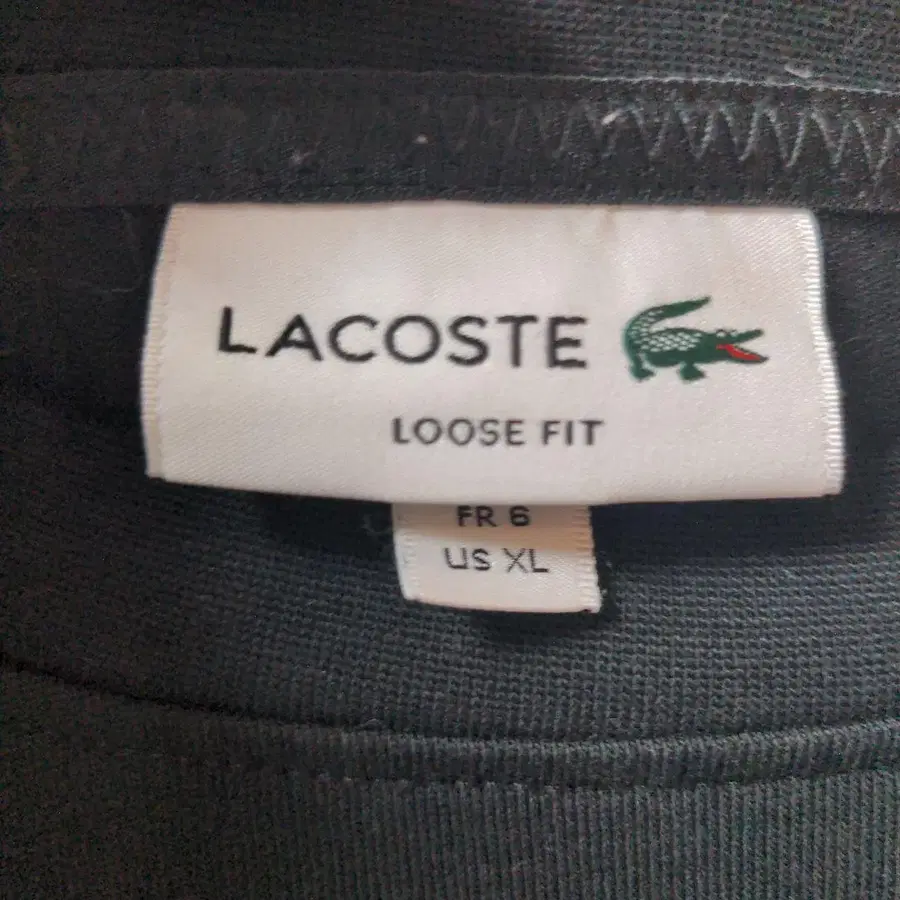 LACOSTE
LOOSE FIT
FR 6
US XL